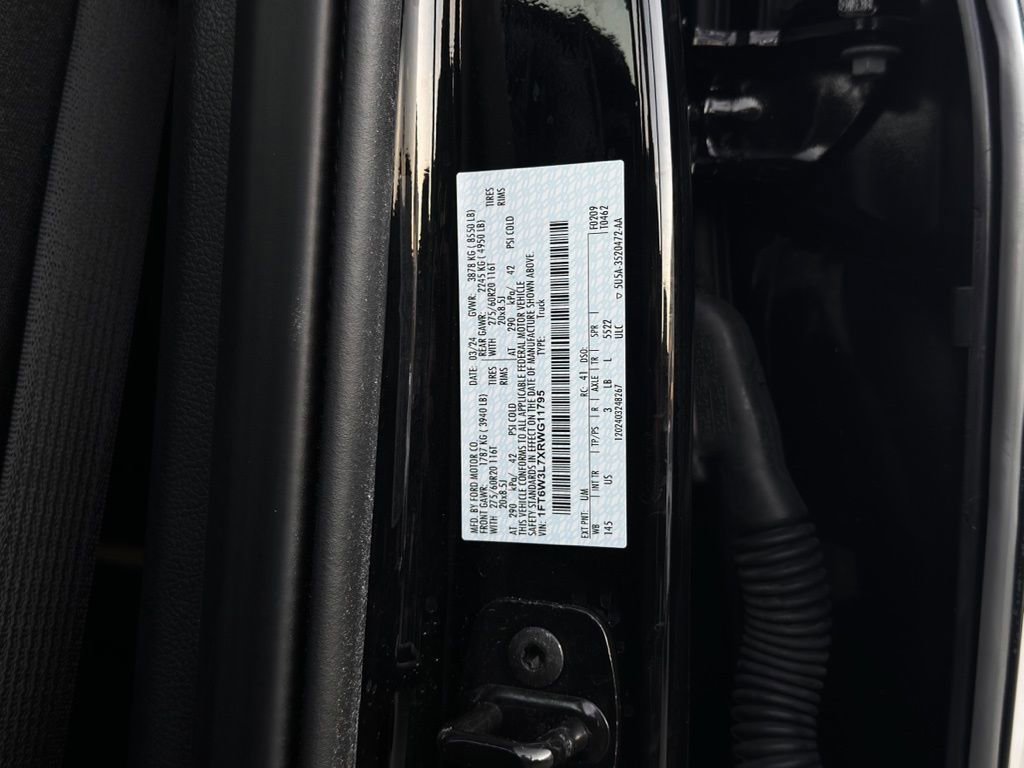 MFD. BY FORD MOTOR CO. DATE: 03/24 GVWR: 3878 KG ( 8550 LB)
FRONT GAWR: 1787 KG ( 3940 LB) REAR GAWR: 2245 KG ( 4950 LB)
WITH 275/60R20 116T TIRES WITH 275/60R20 116T TIRES
20x8.5J RIMS 20x8.5J RIMS
AT 290 kPa/ 42 PSI COLD AT 290 kPa/ 42 PSI COLD
THIS VEHICLE CONFORMS TO ALL APPLICABLE FEDERAL MOTOR VEHICLE
SAFETY STANDARDS IN EFFECT ON THE DATE OF MANUFACTURE SHOWN ABOVE.
VIN: 1FT6W3L7XRWG11795 TYPE: Truck
F0209
EXT PNT: UM RC: 41 DSO: T0462
WB INT TR TP/PS R AXLE TR SPR
145 US 3 LB L 5S22
ULC
1202403248267 ▽ 5U5A-3520472-AA